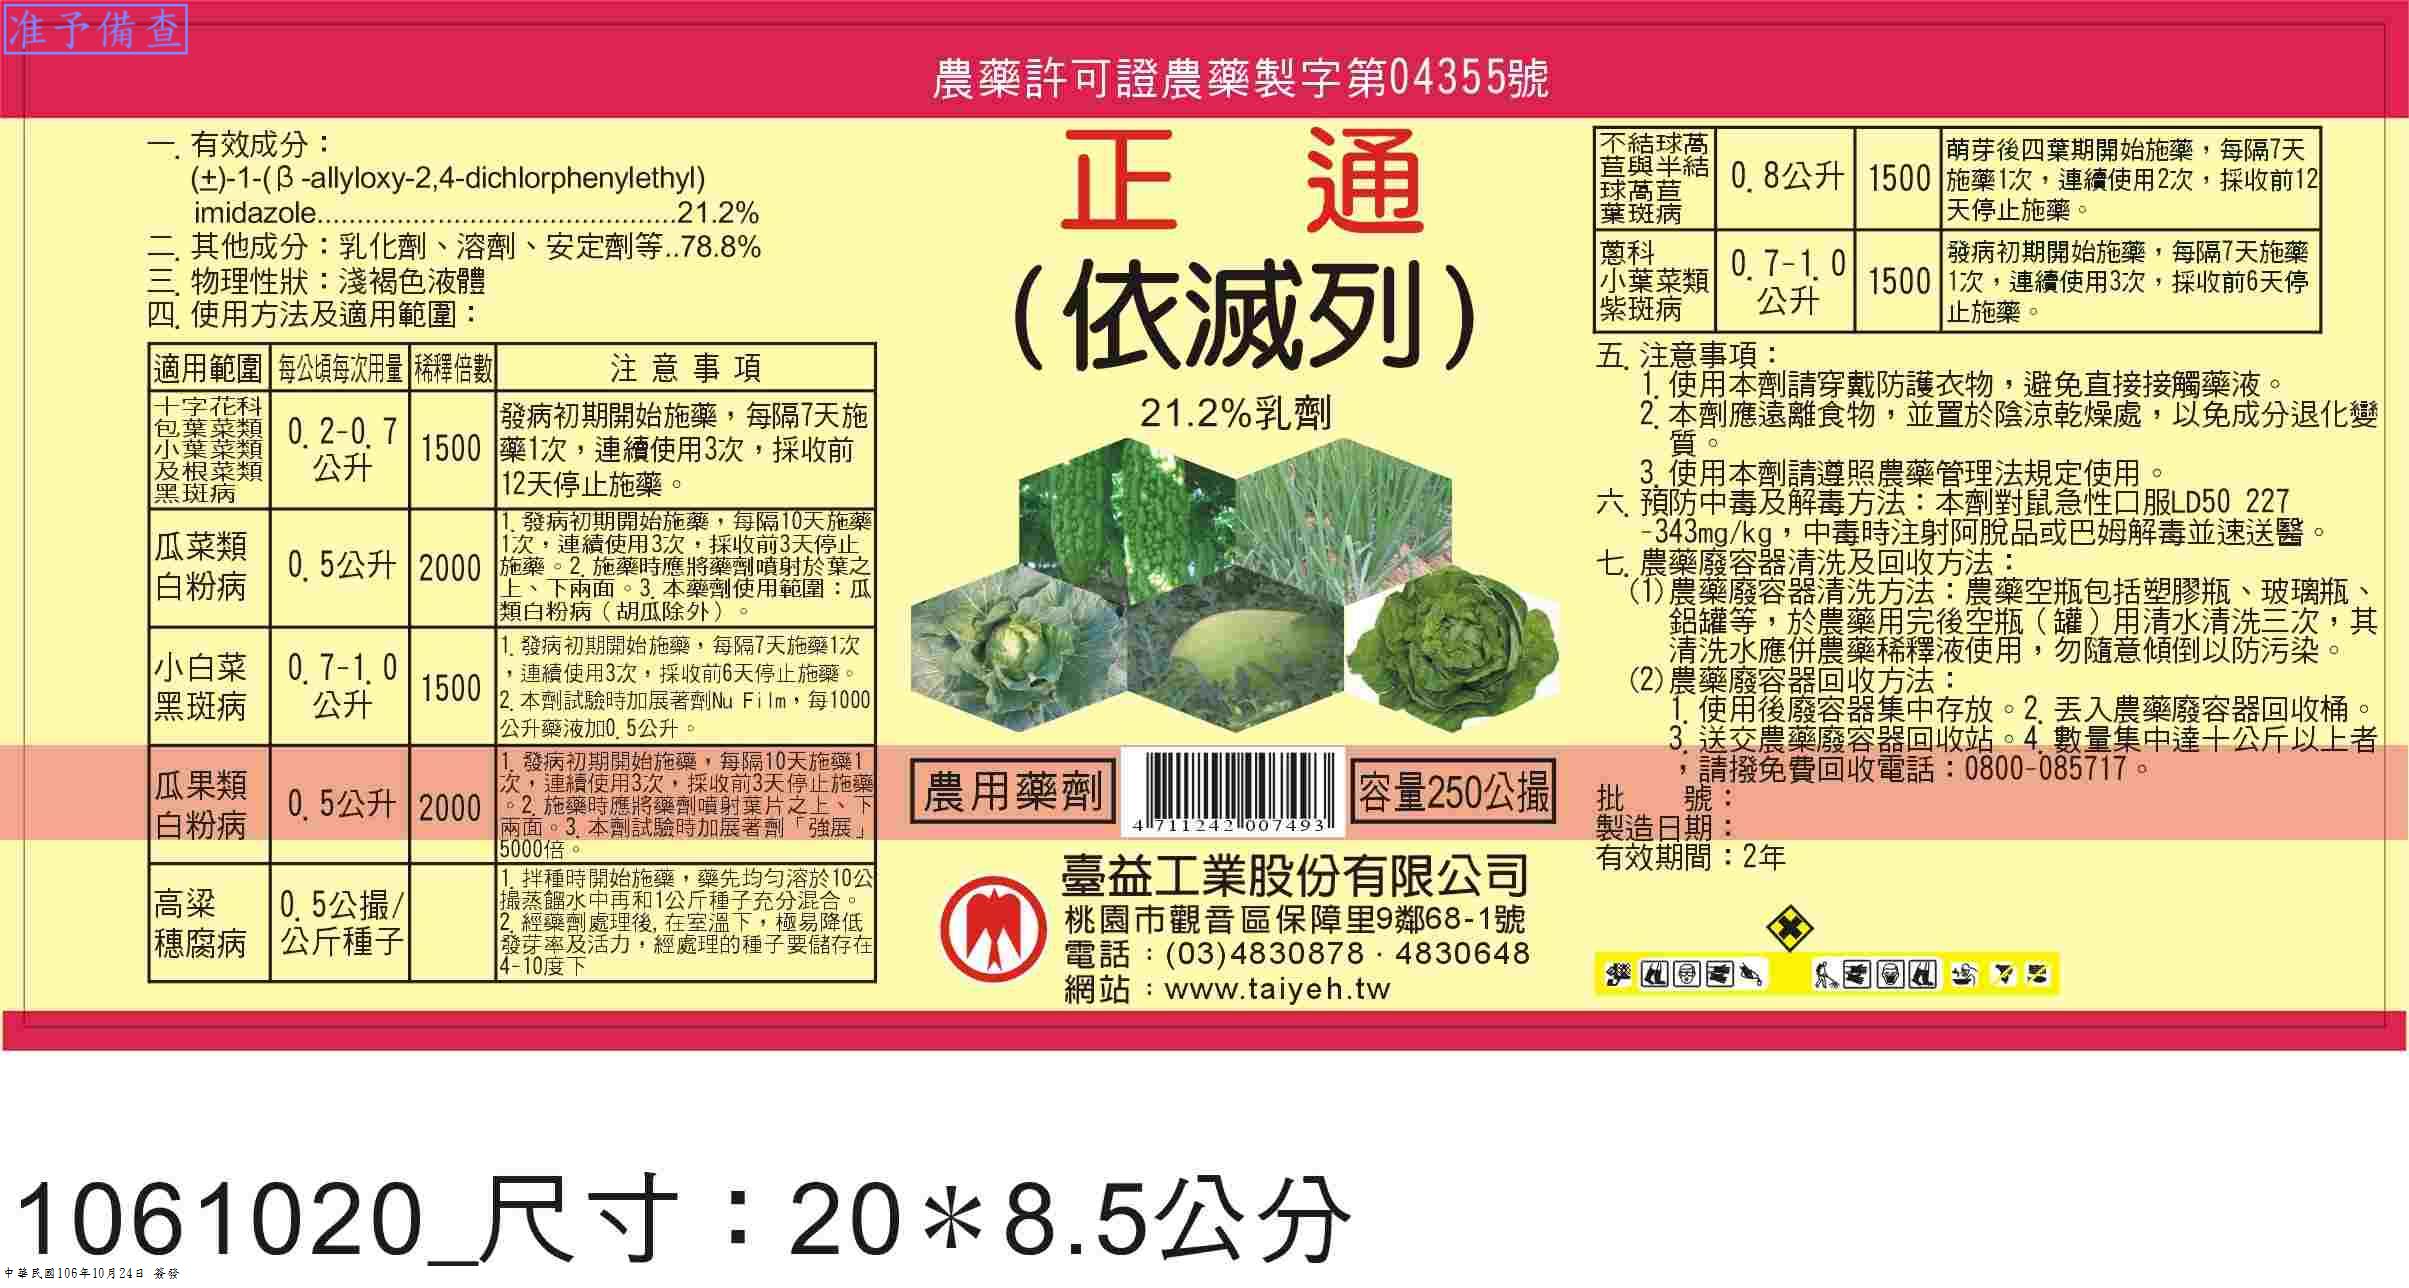 准予備查
農藥許可證農藥製字第04355號
一. 有效成分：
(±)-1-(β-allyloxy-2,4-dichlorphenylethyl)
imidazole.............................................21.2%
二. 其他成分：乳化劑、溶劑、安定劑等..78.8%
三. 物理性狀：淺褐色液體
四. 使用方法及適用範圍：
適用範圍 每公頃每次用量 稀釋倍數 注意事項
十字花科
包葉菜類
小葉菜類
及根菜類
黑斑病
0.2-0.7
公升
1500
發病初期開始施藥，每隔7天施
藥1次，連續使用3次，採收前
12天停止施藥。
瓜菜類
白粉病
0.5公升
2000
1. 發病初期開始施藥，每隔10天施藥
1次，連續使用3次，採收前3天停止
施藥。2. 施藥時應將藥劑噴射於葉之
上、下兩面。3. 本藥劑使用範圍：瓜
類白粉病（胡瓜除外）。
小白菜
黑斑病
0.7-1.0
公升
1500
1. 發病初期開始施藥，每隔7天施藥1次
，連續使用3次，採收前6天停止施藥。
2. 本劑試驗時加展著劑Nu Film，每1000
公升藥液加0.5公升。
瓜果類
白粉病
0.5公升
2000
1. 發病初期開始施藥，每隔10天施藥1
次，連續使用3次，採收前3天停止施藥
。2. 施藥時應將藥劑噴射葉片之上、下
兩面。3. 本劑試驗時加展著劑「強展」
5000倍。
高粱
穗腐病
0.5公撮/
公斤種子
1. 拌種時開始施藥，藥先均勻溶於10公
撮蒸餾水中再和1公斤種子充分混合。
2. 經藥劑處理後,在室溫下，極易降低
發芽率及活力，經處理的種子要儲存在
4-10度下
正通
(依滅列)
21.2%乳劑
農用藥劑
4 711242 007493
容量250公撮
臺益工業股份有限公司
桃園市觀音區保障里9鄰68-1號
電話：(03)4830878‧4830648
網站：www.taiyeh.tw
不結球萵
苣與半結
球萵苣
葉斑病
0.8公升
1500
萌芽後四葉期開始施藥，每隔7天
施藥1次，連續使用2次，採收前12
天停止施藥。
蔥科
小葉菜類
紫斑病
0.7-1.0
公升
1500
發病初期開始施藥，每隔7天施藥
1次，連續使用3次，採收前6天停
止施藥。
五. 注意事項：
1. 使用本劑請穿戴防護衣物，避免直接接觸藥液。
2. 本劑應遠離食物，並置於陰涼乾燥處，以免成分退化變
質。
3. 使用本劑請遵照農藥管理法規定使用。
六. 預防中毒及解毒方法：本劑對鼠急性口服LD50 227
-343mg/kg，中毒時注射阿脫品或巴姆解毒並速送醫。
七. 農藥廢容器清洗及回收方法：
(1)農藥廢容器清洗方法：農藥空瓶包括塑膠瓶、玻璃瓶、
鋁罐等，於農藥用完後空瓶（罐）用清水清洗三次，其
清洗水應併農藥稀釋液使用，勿隨意傾倒以防污染。
(2)農藥廢容器回收方法：
1. 使用後廢容器集中存放。2. 丟入農藥廢容器回收桶。
3. 送交農藥廢容器回收站。4. 數量集中達十公斤以上者
，請撥免費回收電話：0800-085717。
批　　號：
製造日期：
有效期間：2年
1061020_尺寸：20＊8.5公分
中華民國106年10月24日 簽發